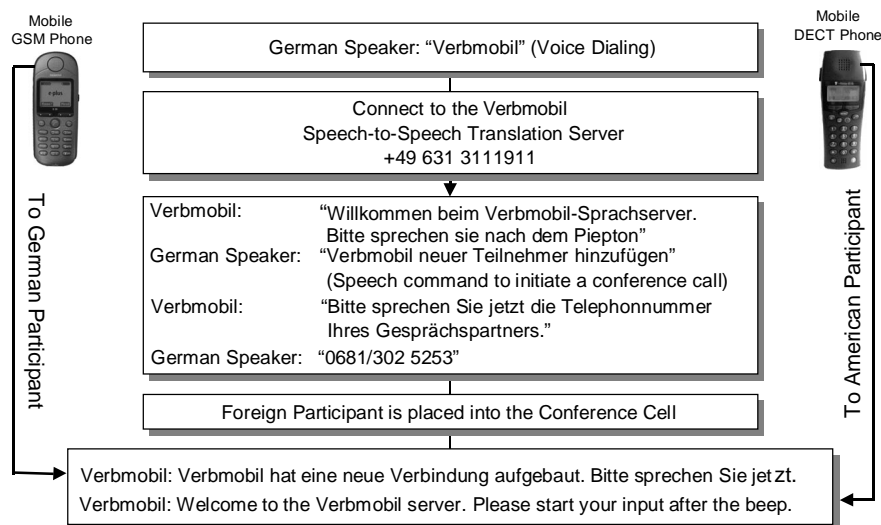 Mobile
GSM Phone
Mobile
DECT Phone
German Speaker: “Verbmobil” (Voice Dialing)
Connect to the Verbmobil
Speech-to-Speech Translation Server
+49 631 3111911
Verbmobil: “Willkommen beim Verbmobil-Sprachserver.
Bitte sprechen sie nach dem Piepton”
German Speaker: “Verbmobil neuer Teilnehmer hinzufügen”
(Speech command to initiate a conference call)
Verbmobil: “Bitte sprechen Sie jetzt die Telephonnummer
Ihres Gesprächspartners.”
German Speaker: “0681/302 5253”
To German Participant
To American Participant
Foreign Participant is placed into the Conference Cell
Verbmobil: Verbmobil hat eine neue Verbindung aufgebaut. Bitte sprechen Sie jetzt.
Verbmobil: Welcome to the Verbmobil server. Please start your input after the beep.